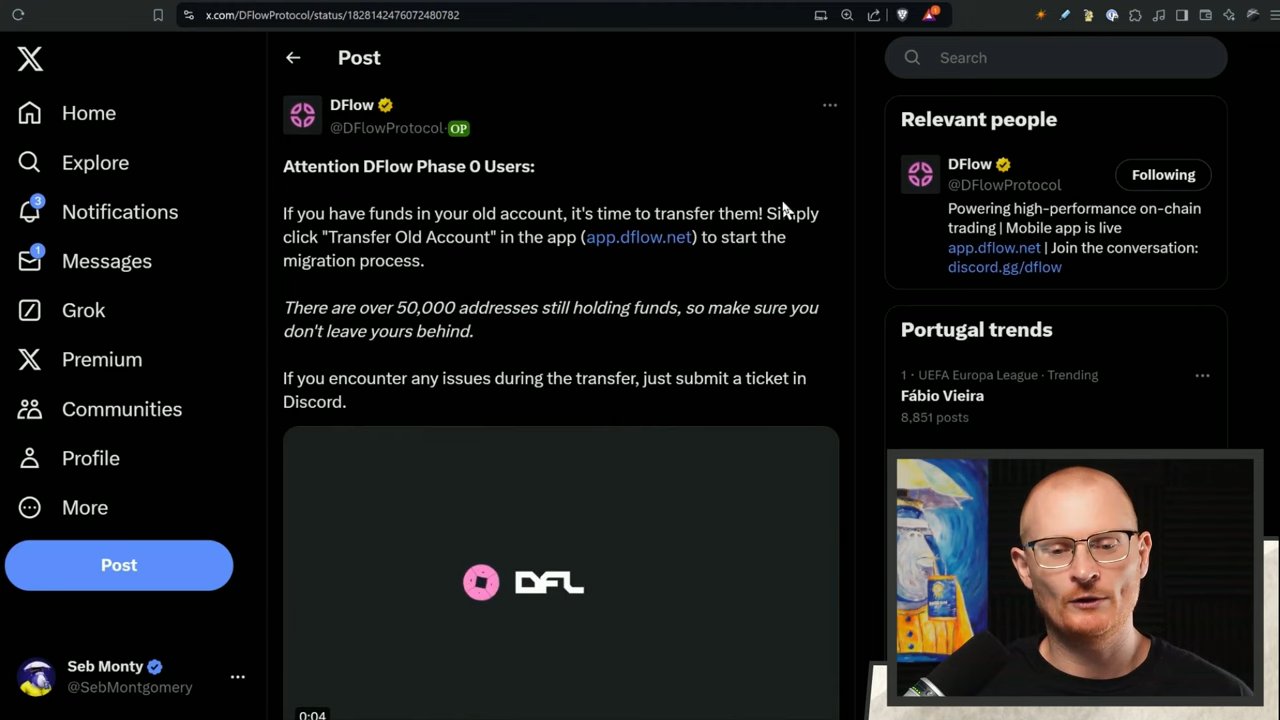 x.com/DFlowProtocol/status/1828142476072480782
Home
Explore
3
Notifications
1
Messages
Grok
Premium
Communities
Profile
More
Post
Seb Monty
@SebMontgomery
Post
DFlow
@DFlowProtocol· OP
Attention DFlow Phase 0 Users:
If you have funds in your old account, it's time to transfer them! Simply
click "Transfer Old Account" in the app (app.dflow.net) to start the
migration process.
There are over 50,000 addresses still holding funds, so make sure you
don't leave yours behind.
If you encounter any issues during the transfer, just submit a ticket in
Discord.
DFL
0:04
Search
Relevant people
DFlow
@DFlowProtocol
Following
Powering high-performance on-chain
trading | Mobile app is live
app.dflow.net | Join the conversation:
discord.gg/dflow
Portugal trends
1 · UEFA Europa League · Trending
Fábio Vieira
8,851 posts